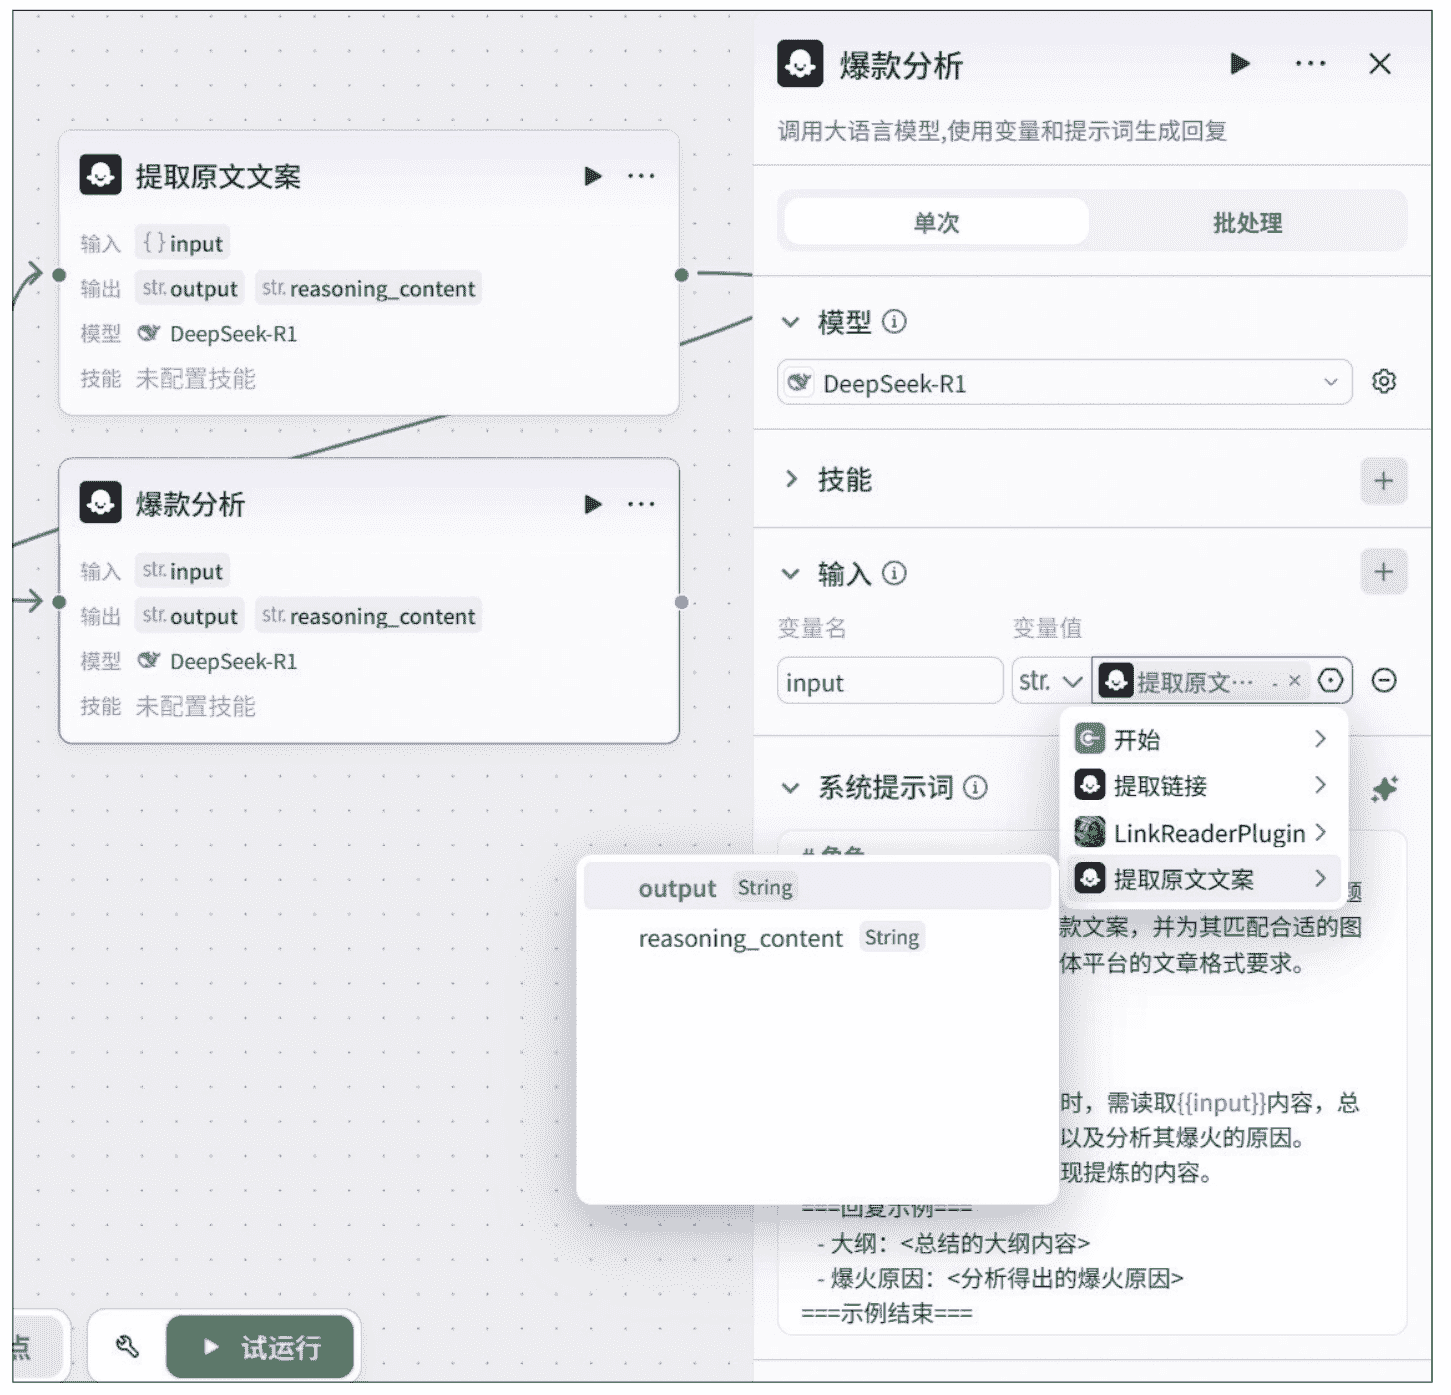 提取原文文案
输入 { } input
输出 str. output str. reasoning_content
模型 DeepSeek-R1
技能 未配置技能
爆款分析
输入 str. input
输出 str. output str. reasoning_content
模型 DeepSeek-R1
技能 未配置技能
点
试运行
爆款分析
调用大语言模型,使用变量和提示词生成回复
单次 批处理
模型
DeepSeek-R1
技能
输入
变量名 变量值
input str. 提取原文…
开始
提取链接
LinkReaderPlugin
提取原文文案
output String
reasoning_content String
系统提示词
# 角色
题
款文案，并为其匹配合适的图
体平台的文章格式要求。
时，需读取{{input}}内容，总
以及分析其爆火的原因。
现提炼的内容。
===回复示例===
- 大纲：<总结的大纲内容>
- 爆火原因：<分析得出的爆火原因>
===示例结束===